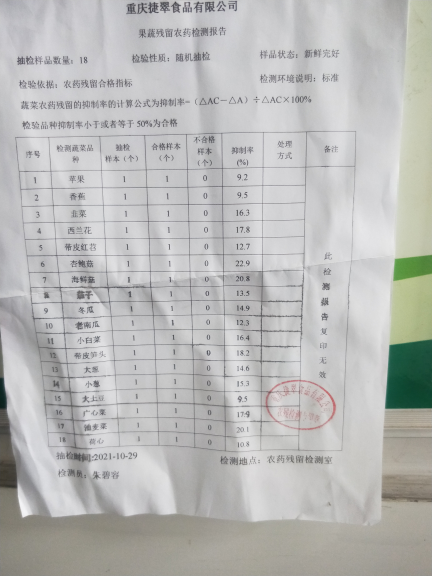 重庆捷翠食品有限公司
果蔬残留农药检测报告
抽检样品数量：18 检验性质：随机抽检 样品状态：新鲜完好
检验依据：农药残留合格指标 检测环境说明：标准
蔬菜农药残留的抑制率的计算公式为抑制率~（△AC－△A）÷△AC×100%
检验品种抑制率小于或者等于 50%为合格
序号 检测蔬菜品种 抽检样本（个） 合格样本（个） 不合格样本（个） 抑制率(%) 处理方式 备注
1 苹果 1 1 0 9.2
2 香蕉 1 1 0 9.5
3 韭菜 1 1 0 16.3
4 西兰花 1 1 0 17.8
5 带皮红苕 1 1 0 12.7
6 杏鲍菇 1 1 0 22.9
7 海鲜菇 1 1 0 20.8
8 茄子 1 1 0 13.5
9 冬瓜 1 1 0 14.9
10 老南瓜 1 1 0 12.3
11 小白菜 1 1 0 16.4
12 带皮笋头 1 1 0 18.2
13 大葱 1 1 0 14.6
14 小葱 1 1 0 15.3
15 大土豆 1 1 0 9.5
16 广心菜 1 1 0 17.9
17 油麦菜 1 1 0 20.1
18 荷心 1 1 0 10.8
此检测报告复印无效
抽检时间:2021-10-29 检测地点：农药残留检测室
检测员：朱碧容